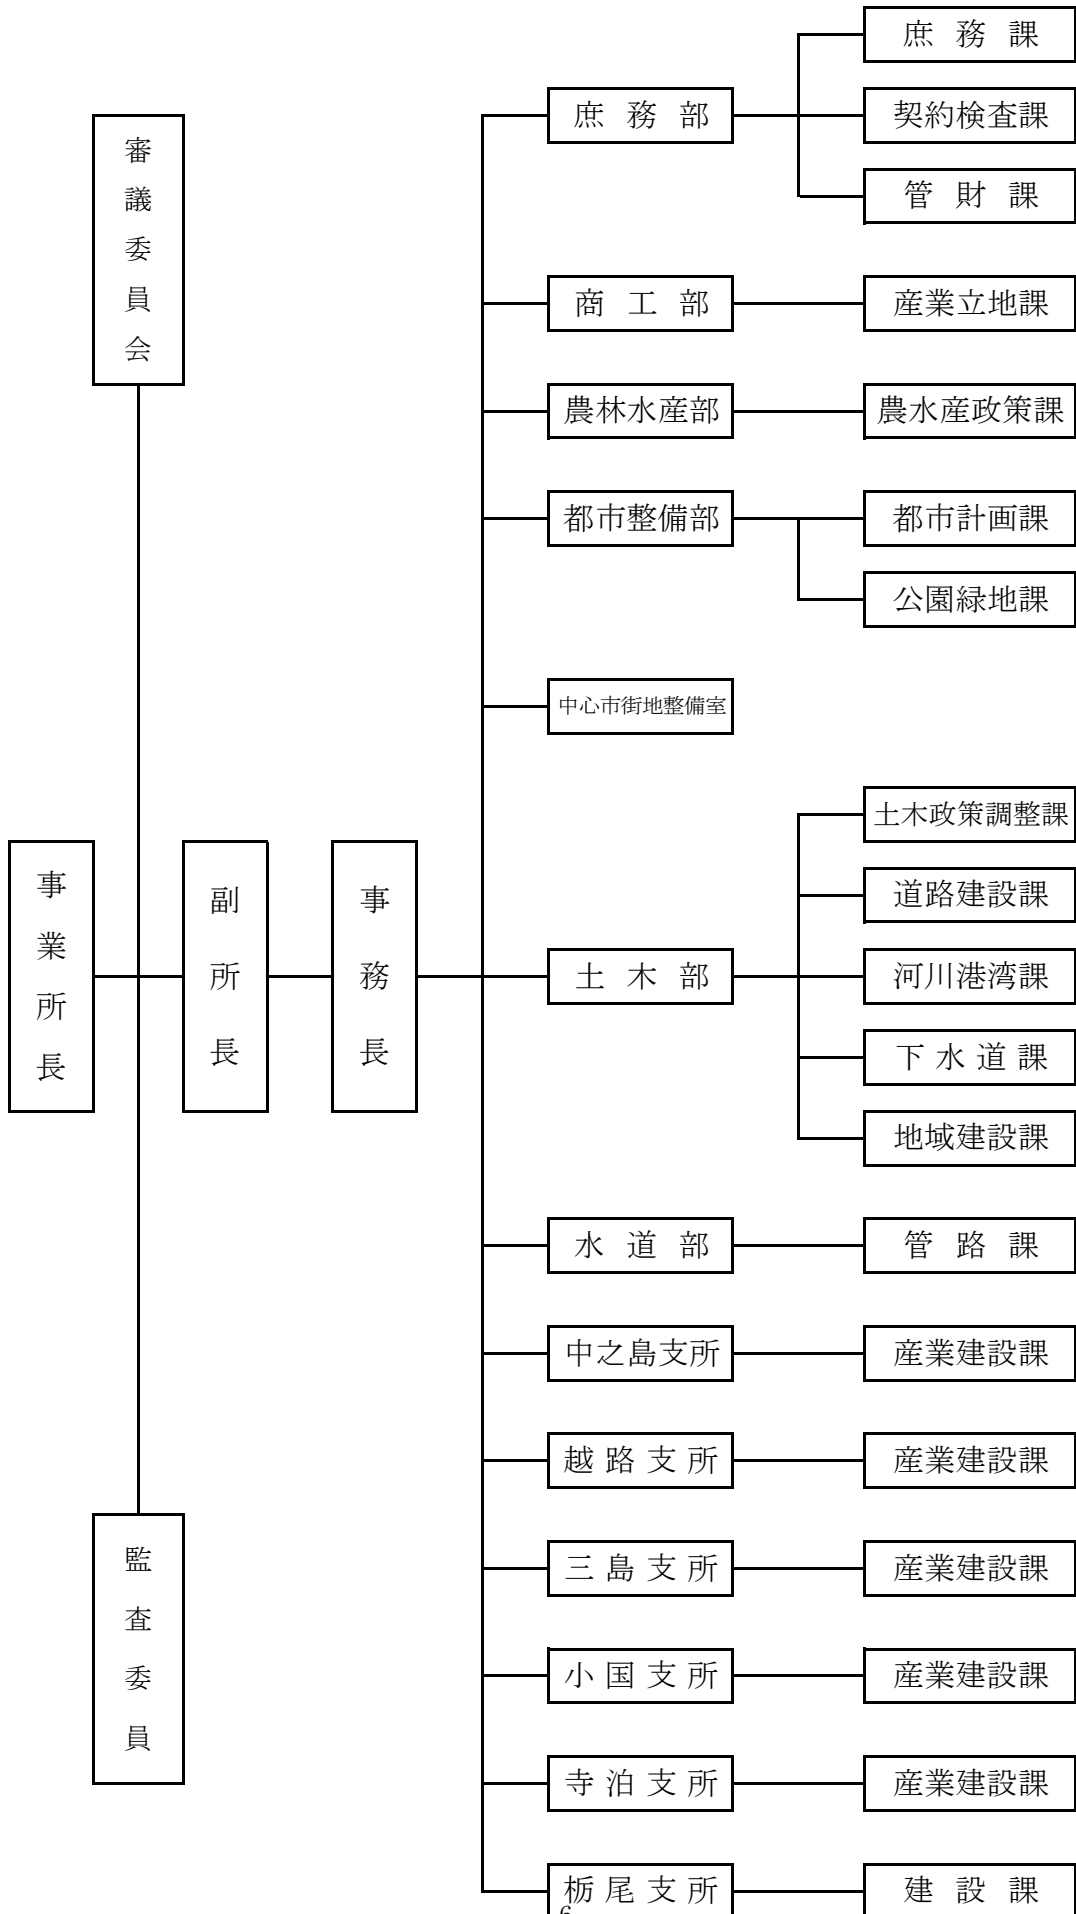 審議委員会
事業所長
副所長
事務長
監査委員
庶務部
庶務課
契約検査課
管財課
商工部
産業立地課
農林水産部
農水産政策課
都市整備部
都市計画課
公園緑地課
中心市街地整備室
土木部
土木政策調整課
道路建設課
河川港湾課
下水道課
地域建設課
水道部
管路課
中之島支所
産業建設課
越路支所
産業建設課
三島支所
産業建設課
小国支所
産業建設課
寺泊支所
産業建設課
栃尾支所
建設課
6